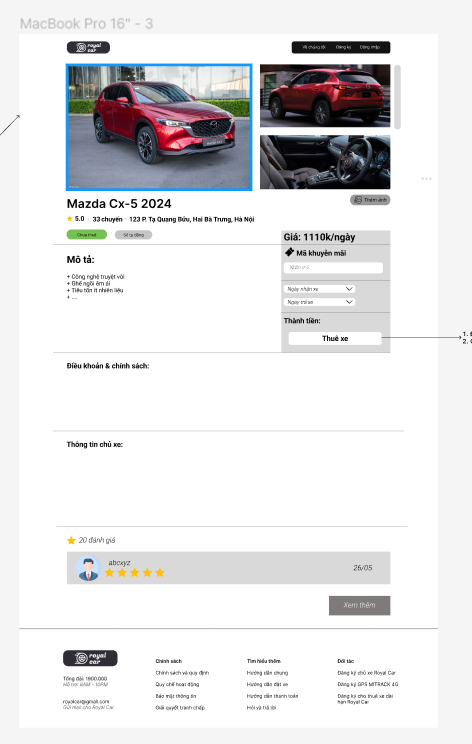 MacBook Pro 16" - 3
royal car
Về chúng tôi Đăng ký Đăng nhập
Thêm ảnh
Mazda Cx-5 2024
5.0 33 chuyến 123 P. Tạ Quang Bửu, Hai Bà Trưng, Hà Nội
Chưa thuê Số tự động
Giá: 1110k/ngày
Mã khuyến mãi
Nhập mã
Ngày nhận xe
Ngày trả xe
Thành tiền:
Thuê xe
1.
2.
Mô tả:
+ Công nghệ truyệt vời
+ Ghế ngồi êm ái
+ Tiêu tốn ít nhiên liệu
+ ...
Điều khoản & chính sách:
Thông tin chủ xe:
20 đánh giá
abcxyz
26/05
Xem thêm
royal car
Tổng đài: 1900.000
Hỗ trợ: 8AM - 10PM
royalcar@gmail.com
Gửi mail cho Royal Car
Chính sách
Chính sách và quy định
Quy chế hoạt động
Bảo mật thông tin
Giải quyết tranh chấp
Tìm hiểu thêm
Hướng dẫn chung
Hướng dẫn đặt xe
Hướng dẫn thanh toán
Hỏi và trả lời
Đối tác
Đăng ký chủ xe Royal Car
Đăng ký GPS MITRACK 4G
Đăng ký cho thuê xe dài
hạn Royal Car